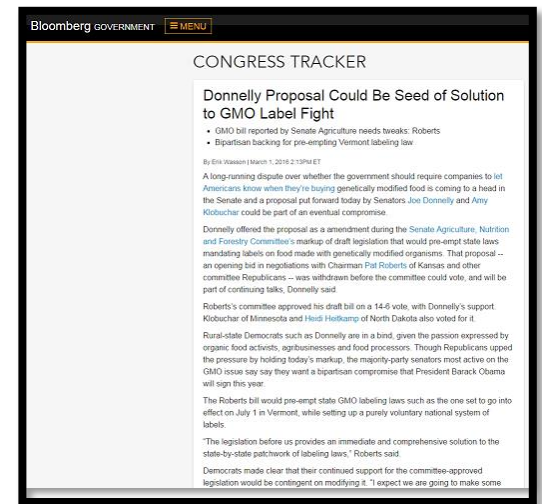 Bloomberg GOVERNMENT ≡ MENU
CONGRESS TRACKER
Donnelly Proposal Could Be Seed of Solution
to GMO Label Fight
• GMO bill reported by Senate Agriculture needs tweaks: Roberts
• Bipartisan backing for pre-empting Vermont labeling law
By Erik Wasson | March 1, 2016 2:13PM ET
A long-running dispute over whether the government should require companies to let
Americans know when they're buying genetically modified food is coming to a head in
the Senate and a proposal put forward today by Senators Joe Donnelly and Amy
Klobuchar could be part of an eventual compromise.
Donnelly offered the proposal as a amendment during the Senate Agriculture, Nutrition
and Forestry Committee's markup of draft legislation that would pre-empt state laws
mandating labels on food made with genetically modified organisms. That proposal --
an opening bid in negotiations with Chairman Pat Roberts of Kansas and other
committee Republicans -- was withdrawn before the committee could vote, and will be
part of continuing talks, Donnelly said.
Roberts's committee approved his draft bill on a 14-6 vote, with Donnelly's support.
Klobuchar of Minnesota and Heidi Heitkamp of North Dakota also voted for it.
Rural-state Democrats such as Donnelly are in a bind, given the passion expressed by
organic food activists, agribusinesses and food processors. Though Republicans upped
the pressure by holding today's markup, the majority-party senators most active on the
GMO issue say say they want a bipartisan compromise that President Barack Obama
will sign this year.
The Roberts bill would pre-empt state GMO labeling laws such as the one set to go into
effect on July 1 in Vermont, while setting up a purely voluntary national system of
labels.
"The legislation before us provides an immediate and comprehensive solution to the
state-by-state patchwork of labeling laws," Roberts said.
Democrats made clear that their continued support for the committee-approved
legislation would be contingent on modifying it. "I expect we are going to make some